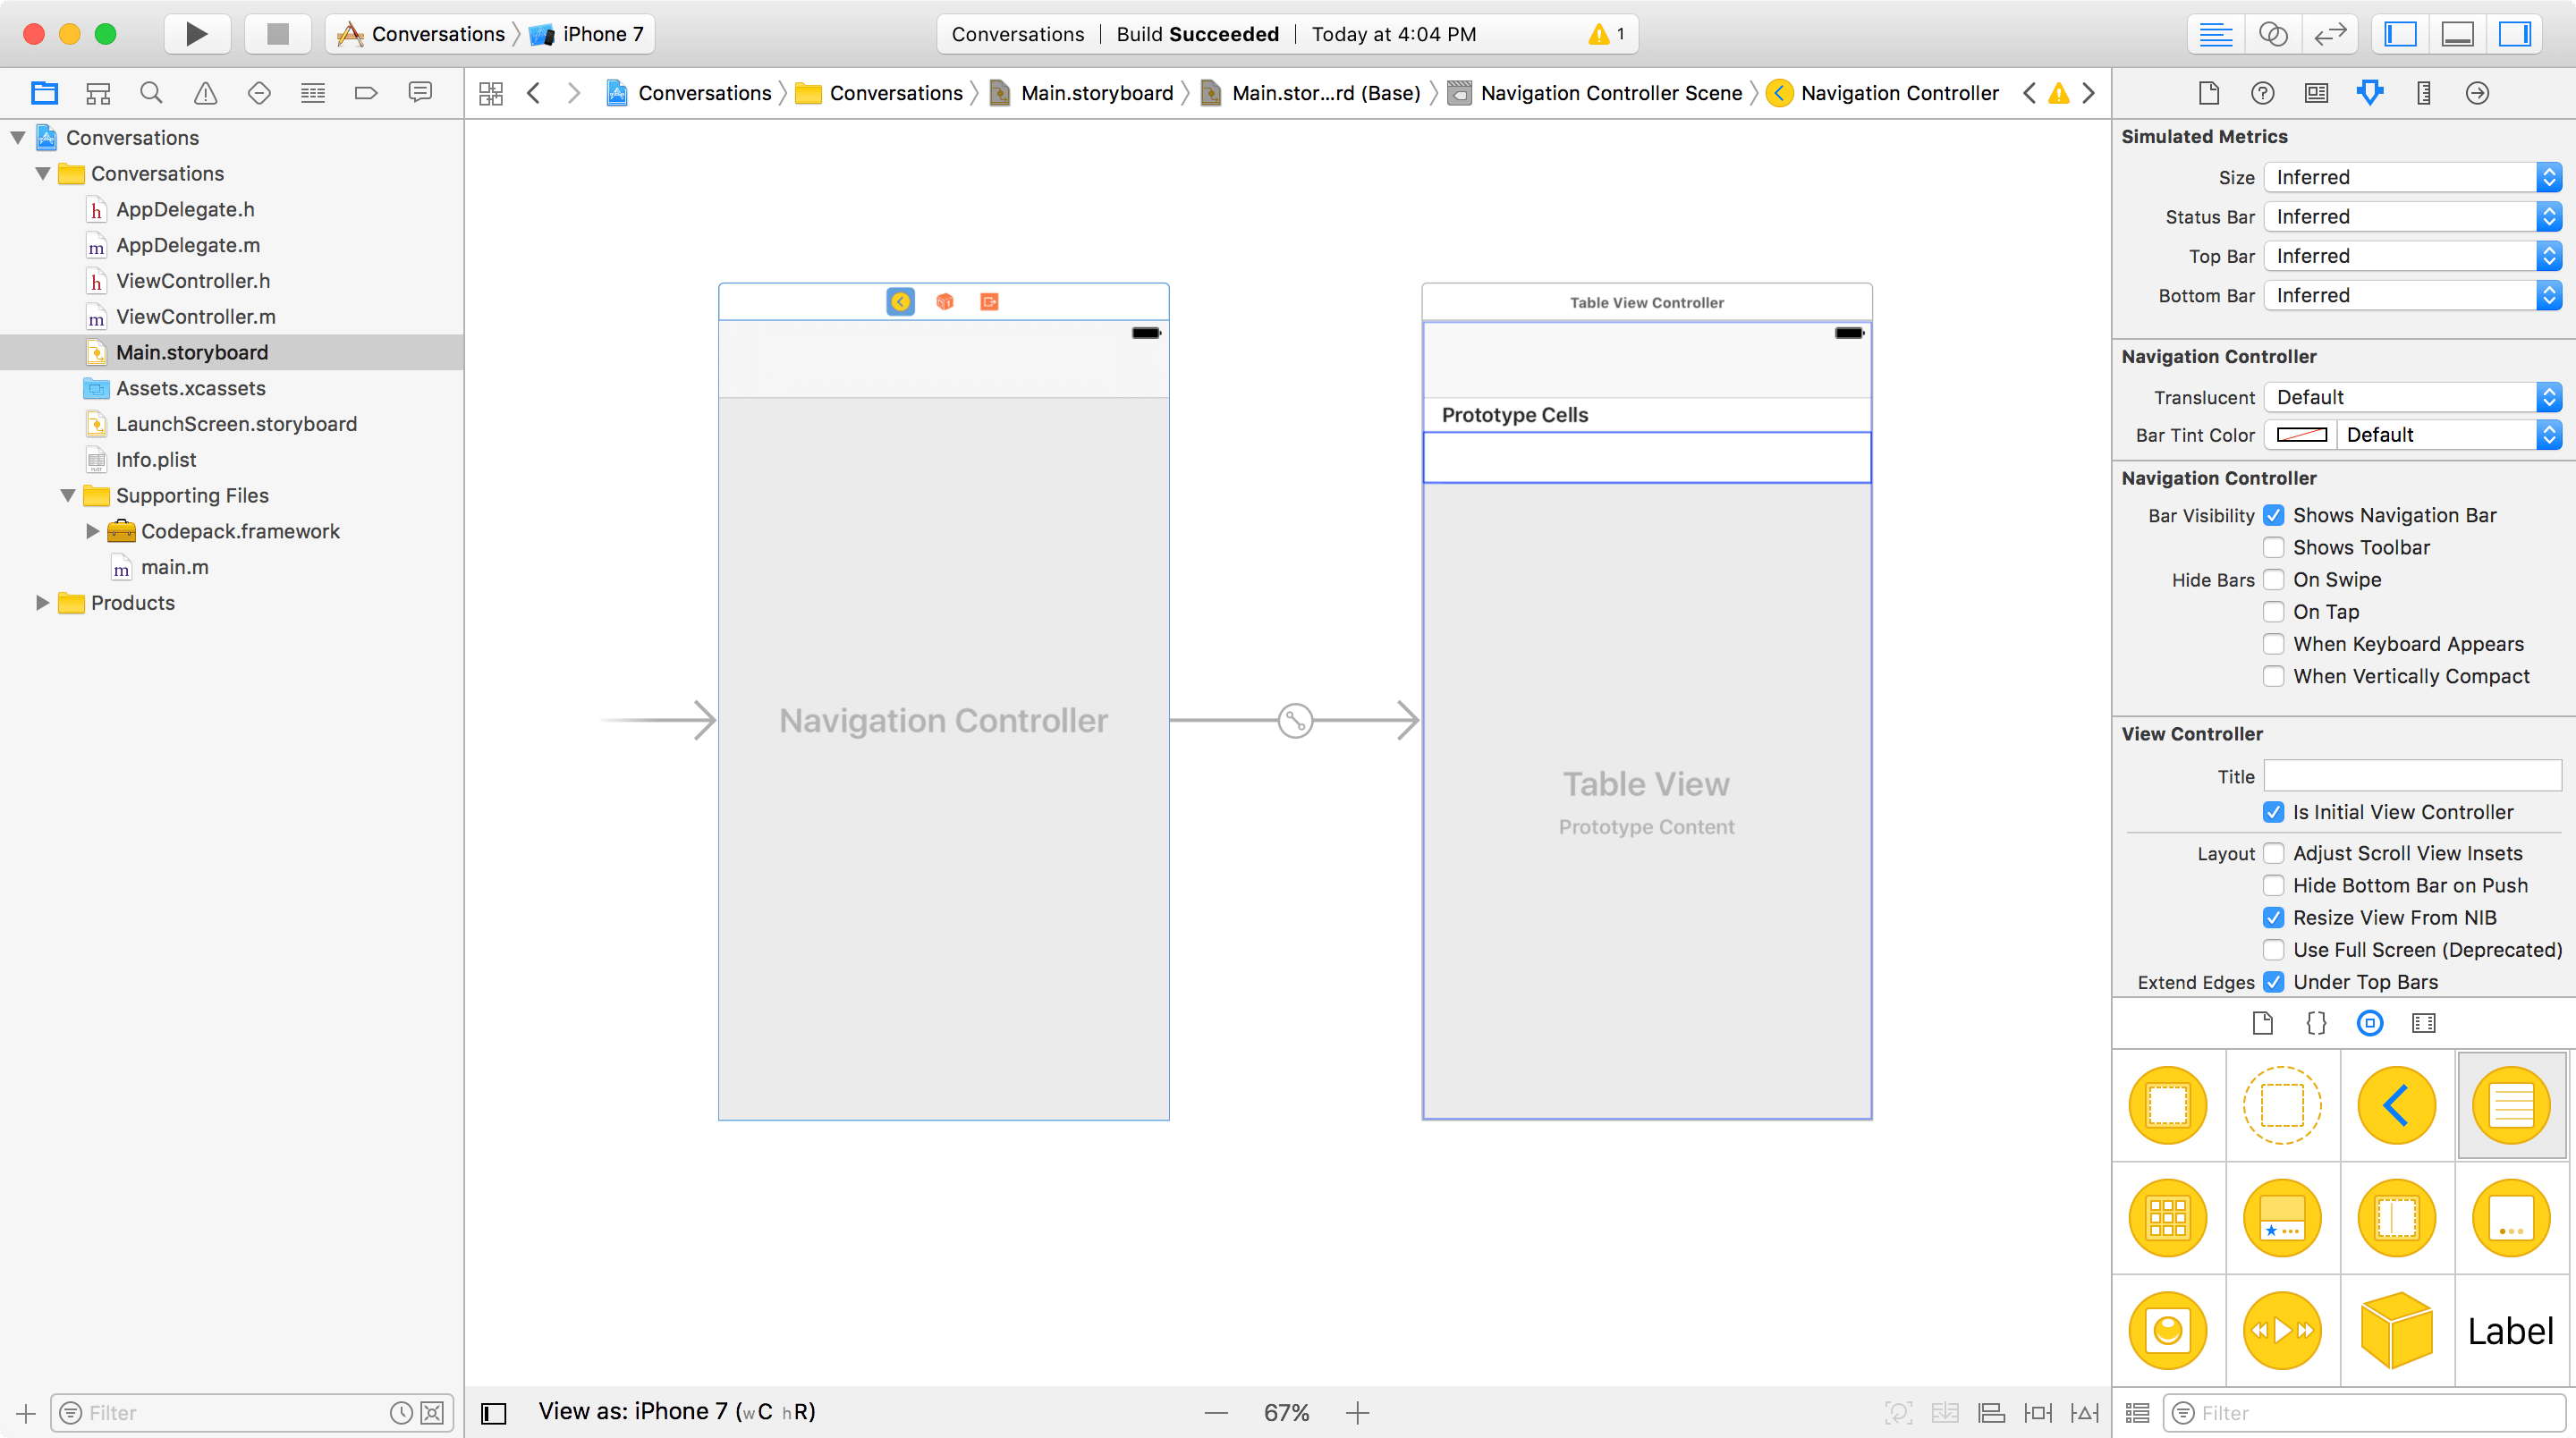 Conversations iPhone 7
Conversations Build Succeeded Today at 4:04 PM 1
Conversations Conversations Main.storyboard Main.stor...rd (Base) Navigation Controller Scene Navigation Controller
Conversations
Conversations
h AppDelegate.h
m AppDelegate.m
h ViewController.h
m ViewController.m
Main.storyboard
Assets.xcassets
LaunchScreen.storyboard
Info.plist
Supporting Files
Codepack.framework
m main.m
Products
Filter
Navigation Controller
Table View Controller
Prototype Cells
Table View
Prototype Content
View as: iPhone 7 (wC hR)
67%
Simulated Metrics
Size Inferred
Status Bar Inferred
Top Bar Inferred
Bottom Bar Inferred
Navigation Controller
Translucent Default
Bar Tint Color Default
Navigation Controller
Bar Visibility Shows Navigation Bar
Shows Toolbar
Hide Bars On Swipe
On Tap
When Keyboard Appears
When Vertically Compact
View Controller
Title
Is Initial View Controller
Layout Adjust Scroll View Insets
Hide Bottom Bar on Push
Resize View From NIB
Use Full Screen (Deprecated)
Extend Edges Under Top Bars
{}
Label
Filter